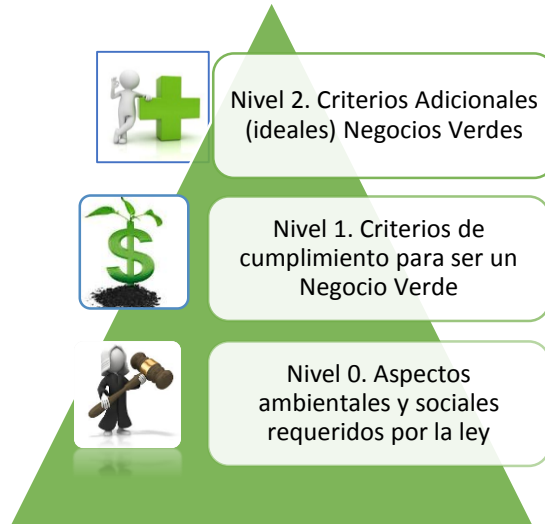 Nivel 2. Criterios Adicionales
(ideales) Negocios Verdes
Nivel 1. Criterios de
cumplimiento para ser un
Negocio Verde
Nivel 0. Aspectos
ambientales y sociales
requeridos por la ley